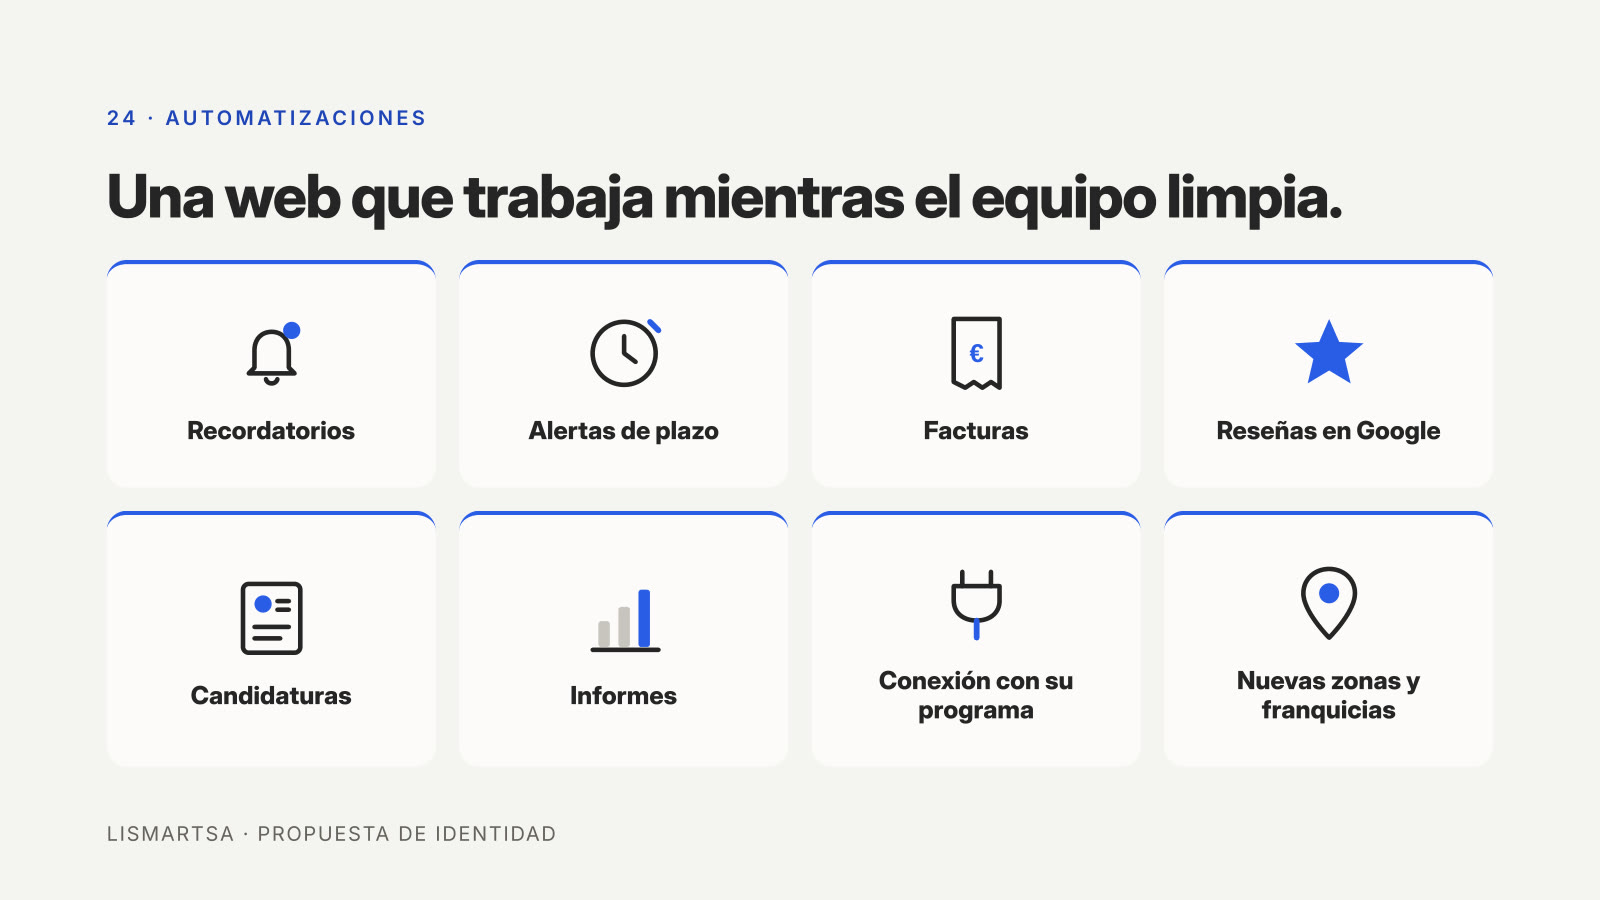 24 · AUTOMATIZACIONES
Una web que trabaja mientras el equipo limpia.
Recordatorios
Alertas de plazo
€
Facturas
Reseñas en Google
Candidaturas
Informes
Conexión con su
programa
Nuevas zonas y
franquicias
LISMARTSA · PROPUESTA DE IDENTIDAD